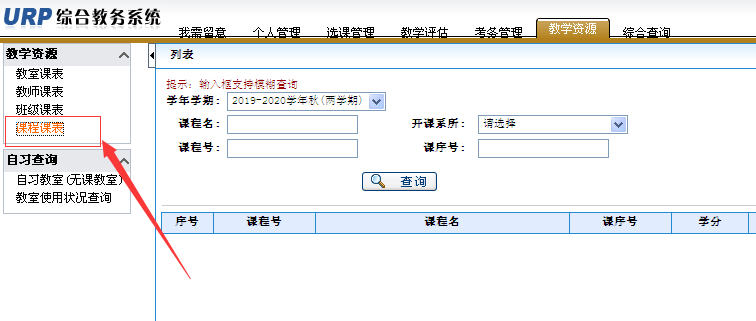 URP 综合教务系统
我需留意 个人管理 选课管理 教学评估 考务管理 教学资源 综合查询
教学资源
教室课表
教师课表
班级课表
课程课表
自习查询
自习教室(无课教室)
教室使用状况查询
列表
提示：输入框支持模糊查询
学年学期： 2019-2020学年秋(两学期)
课程名： 开课系所： 请选择
课程号： 课序号：
查询
序号 课程号 课程名 课序号 学分